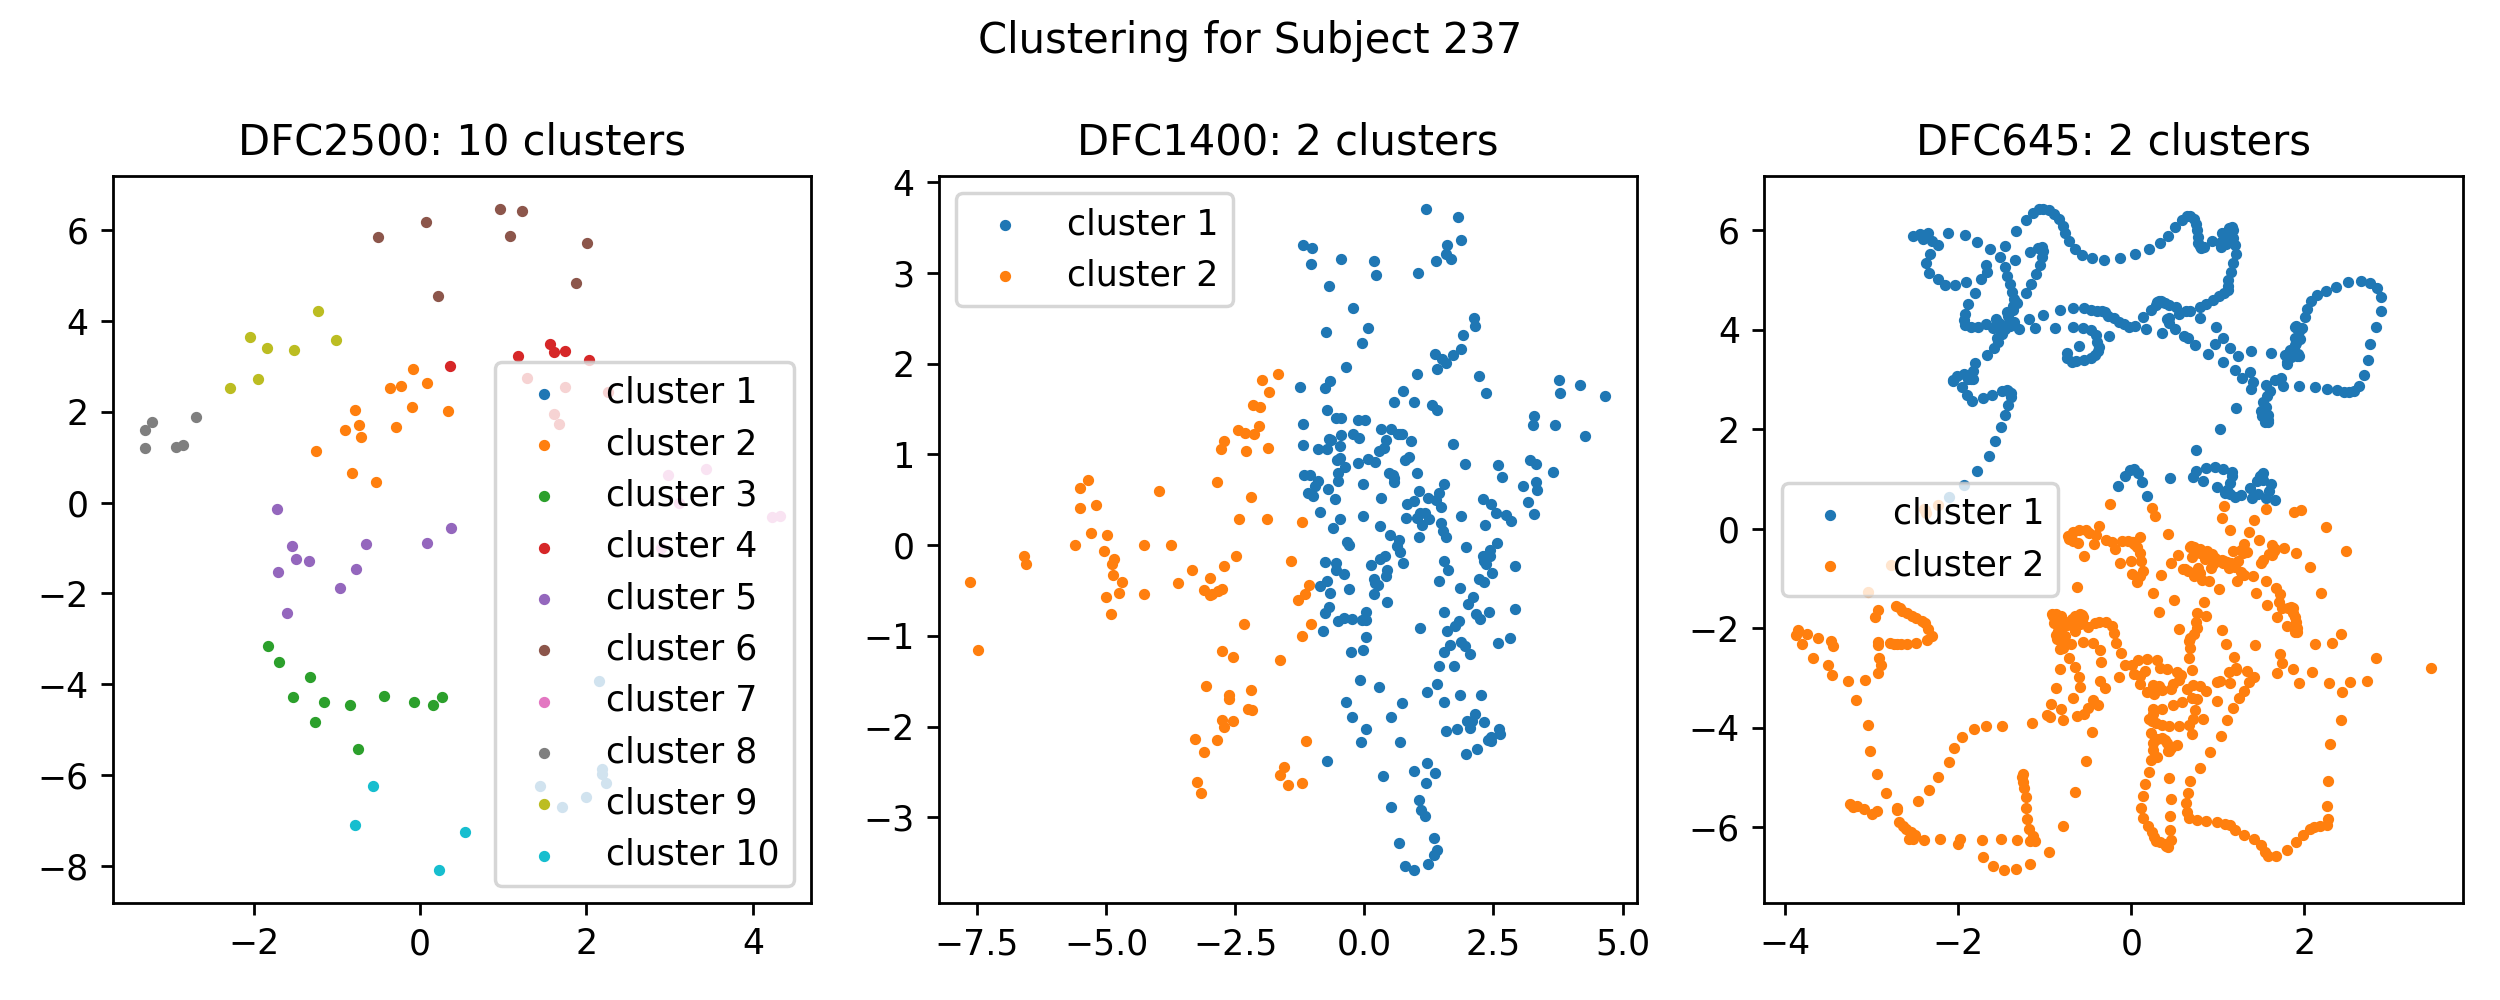 Clustering for Subject 237
DFC2500: 10 clusters
6
4
2
0
−2
−4
−6
−8
−2
0
2
4
cluster 1
cluster 2
cluster 3
cluster 4
cluster 5
cluster 6
cluster 7
cluster 8
cluster 9
cluster 10
DFC1400: 2 clusters
4
3
2
1
0
−1
−2
−3
−7.5
−5.0
−2.5
0.0
2.5
5.0
cluster 1
cluster 2
DFC645: 2 clusters
6
4
2
0
−2
−4
−6
−4
−2
0
2
cluster 1
cluster 2